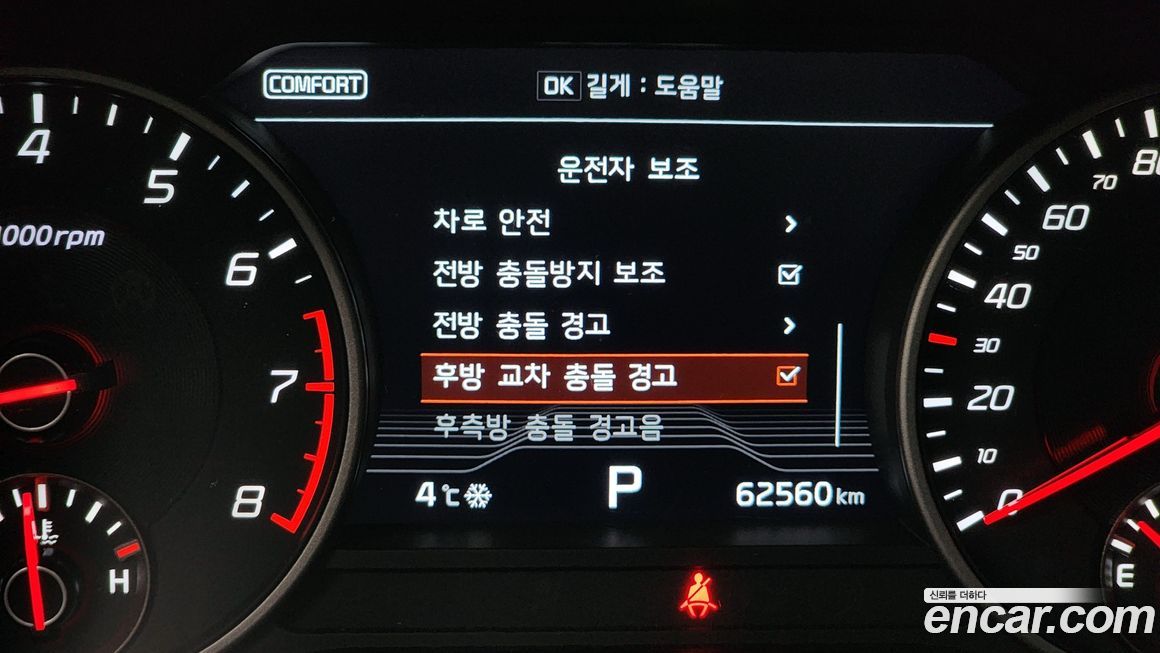 COMFORT
OK 길게 : 도움말
운전자 보조
차로 안전
전방 충돌방지 보조
전방 충돌 경고
후방 교차 충돌 경고
후측방 충돌 경고음
4℃
P
62560 km
4
5
6
7
8
000rpm
H
0
10
20
30
40
50
60
70
80
E
신뢰를 더하다
encar.com